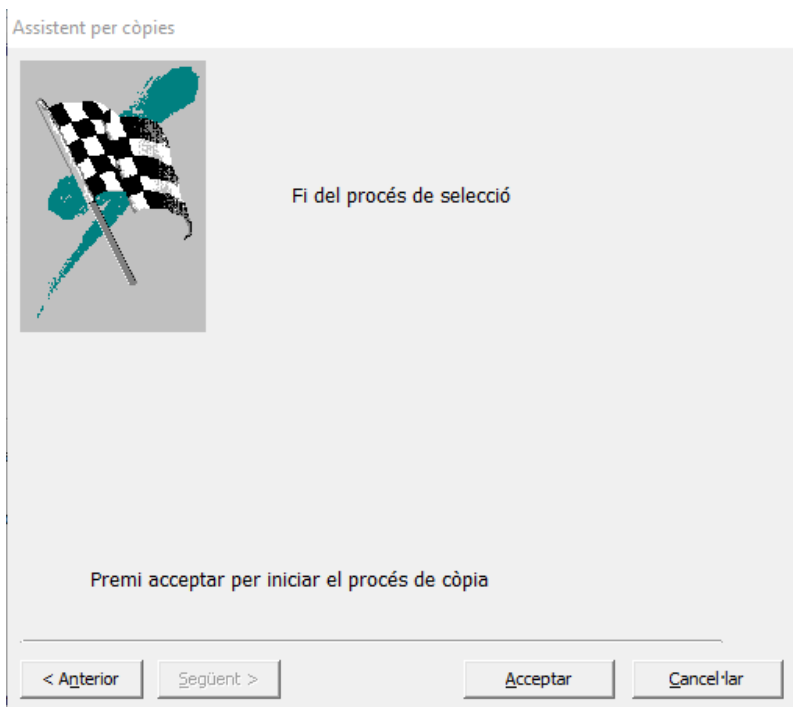 Assistent per còpies
Fi del procés de selecció
Premi acceptar per iniciar el procés de còpia
< Anterior
Següent >
Acceptar
Cancel·lar